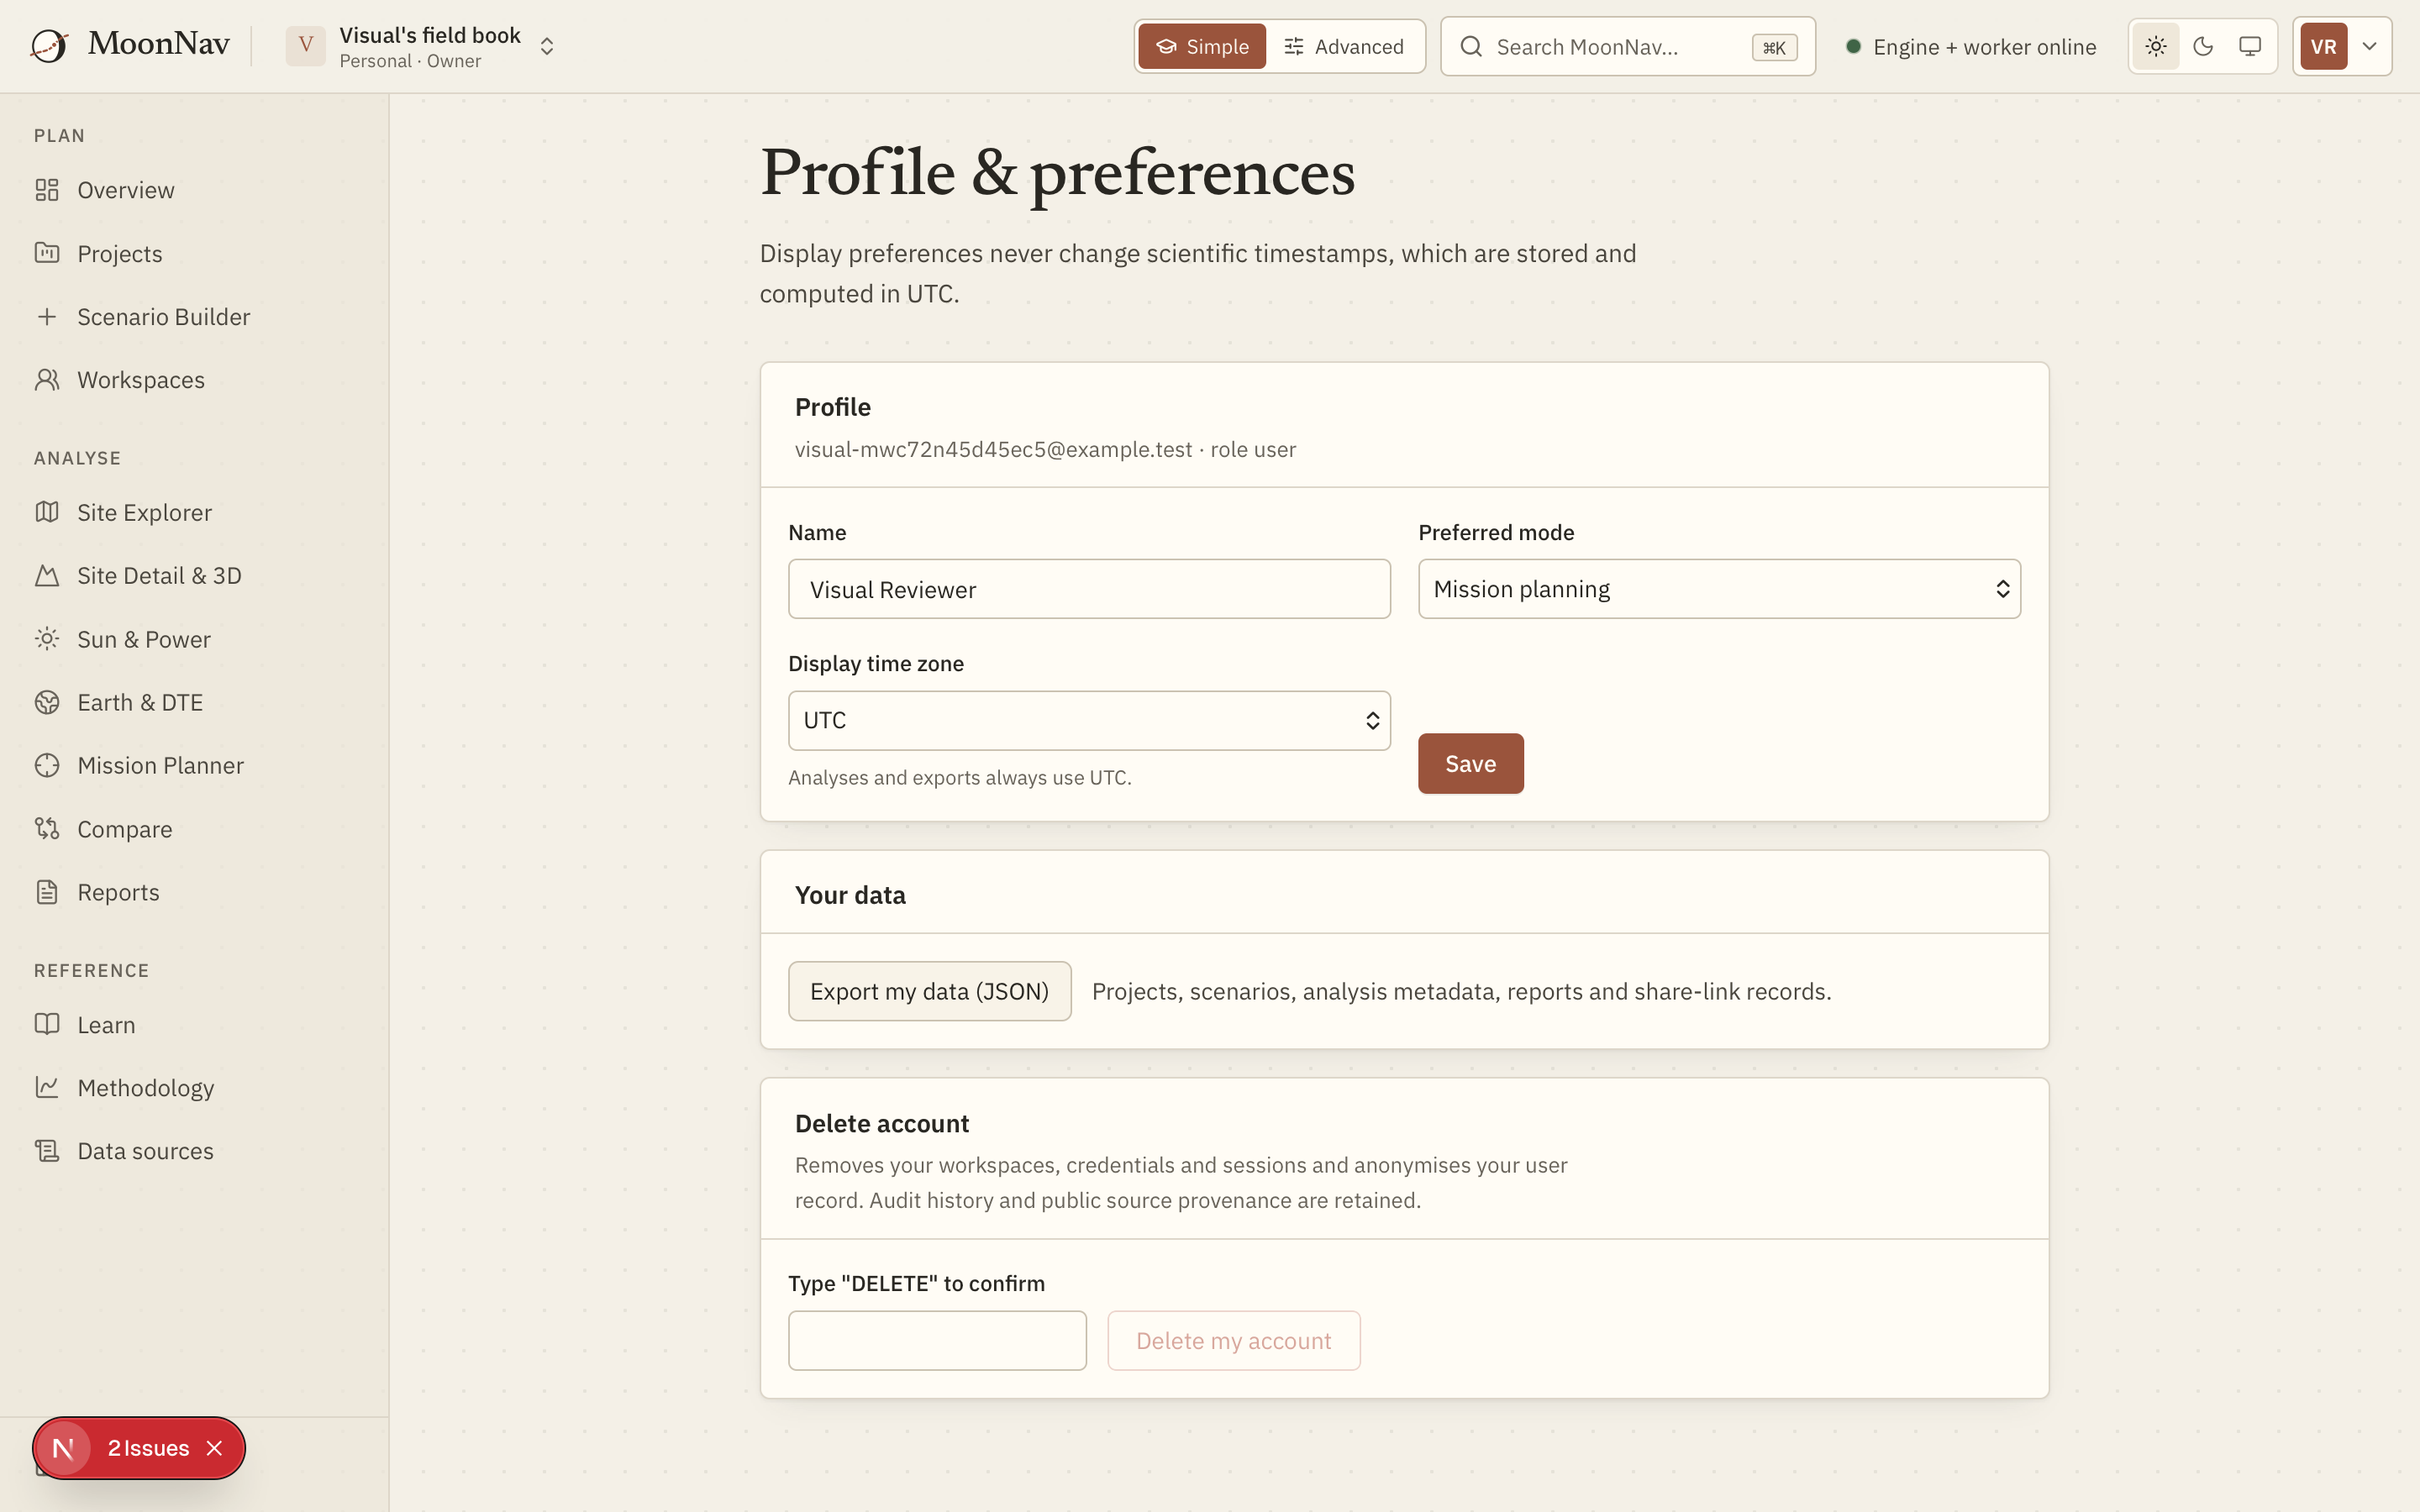 MoonNav
V
Visual's field book
Personal · Owner
Simple
Advanced
Search MoonNav...
⌘K
Engine + worker online
VR
PLAN
Overview
Projects
Scenario Builder
Workspaces
ANALYSE
Site Explorer
Site Detail & 3D
Sun & Power
Earth & DTE
Mission Planner
Compare
Reports
REFERENCE
Learn
Methodology
Data sources
N
2 Issues
Profile & preferences
Display preferences never change scientific timestamps, which are stored and
computed in UTC.
Profile
visual-mwc72n45d45ec5@example.test · role user
Name
Preferred mode
Visual Reviewer
Mission planning
Display time zone
UTC
Analyses and exports always use UTC.
Save
Your data
Export my data (JSON)
Projects, scenarios, analysis metadata, reports and share-link records.
Delete account
Removes your workspaces, credentials and sessions and anonymises your user
record. Audit history and public source provenance are retained.
Type "DELETE" to confirm
Delete my account